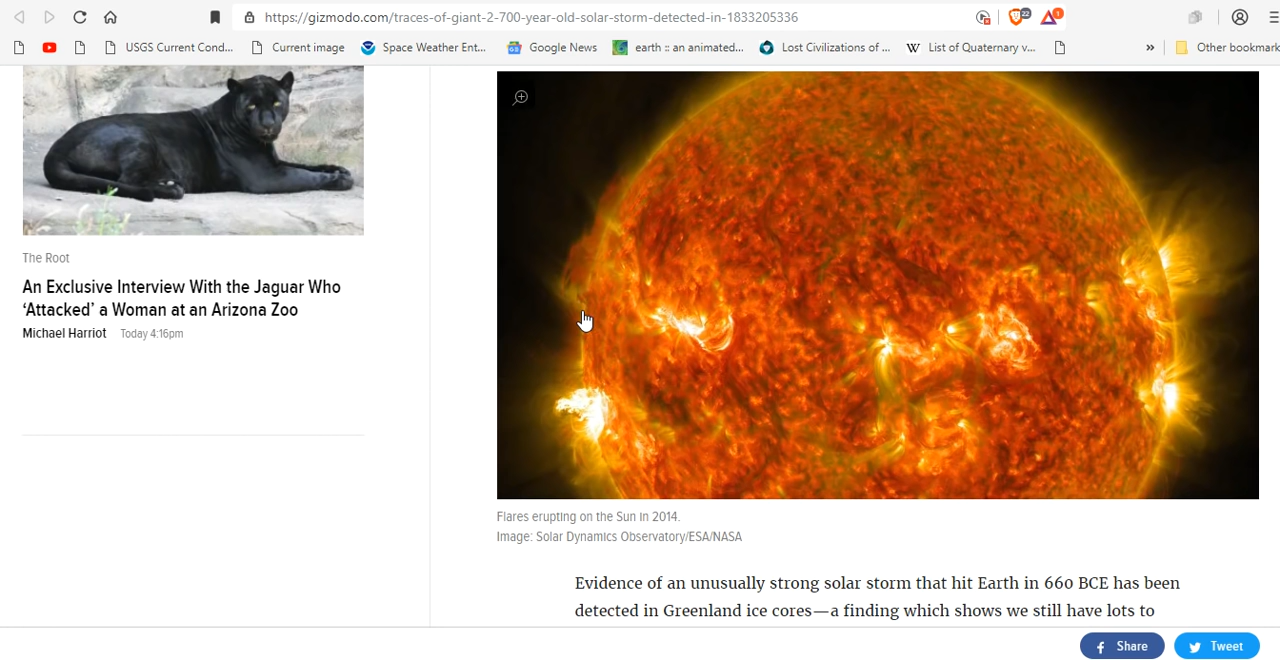 https://gizmodo.com/traces-of-giant-2-700-year-old-solar-storm-detected-in-1833205336
22
1
USGS Current Cond...
Current image
Space Weather Ent...
Google News
earth :: an animated...
Lost Civilizations of ...
W
List of Quaternary v...
»
Other bookmark
The Root
An Exclusive Interview With the Jaguar Who
‘Attacked’ a Woman at an Arizona Zoo
Michael Harriot Today 4:16pm
Flares erupting on the Sun in 2014.
Image: Solar Dynamics Observatory/ESA/NASA
Evidence of an unusually strong solar storm that hit Earth in 660 BCE has been
detected in Greenland ice cores—a finding which shows we still have lots to
Share
Tweet